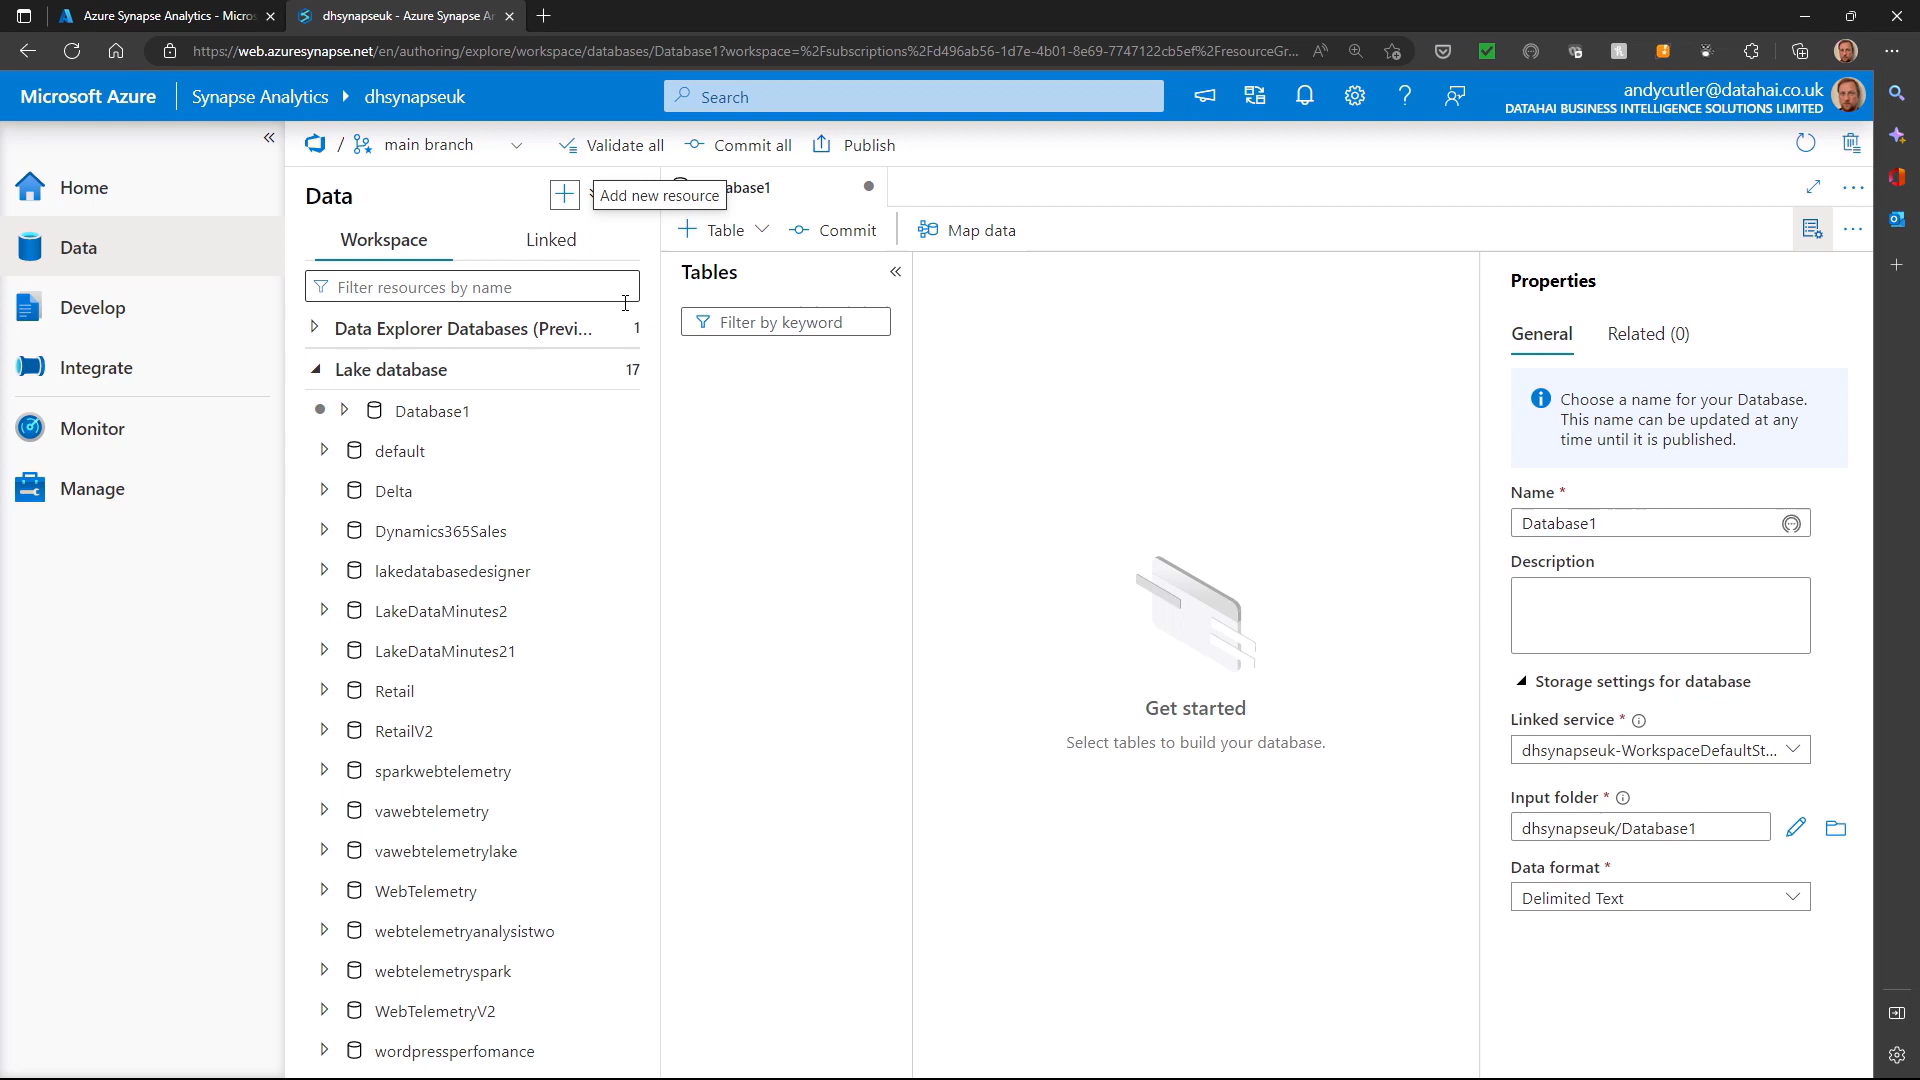 Azure Synapse Analytics - Micros
dhsynapseuk - Azure Synapse Ar
https://web.azuresynapse.net/en/authoring/explore/workspace/databases/Database1?workspace=%2Fsubscriptions%2Fd496ab56-1d7e-4b01-8e69-7747122cb5ef%2FresourceGr...
Microsoft Azure
Synapse Analytics
dhsynapseuk
Search
andycutler@datahai.co.uk
DATAHAI BUSINESS INTELLIGENCE SOLUTIONS LIMITED
Home
Data
Develop
Integrate
Monitor
Manage
/ main branch
Validate all
Commit all
Publish
Data
Add new resource
Workspace
Linked
Filter resources by name
Data Explorer Databases (Previ... 1
Lake database 17
Database1
default
Delta
Dynamics365Sales
lakedatabasedesigner
LakeDataMinutes2
LakeDataMinutes21
Retail
RetailV2
sparkwebtelemetry
vawebtelemetry
vawebtelemetrylake
WebTelemetry
webtelemetryanalysistwo
webtelemetryspark
WebTelemetryV2
wordpressperfomance
abase1
Table
Commit
Map data
Tables
Filter by keyword
Get started
Select tables to build your database.
Properties
General
Related (0)
Choose a name for your Database.
This name can be updated at any
time until it is published.
Name *
Database1
Description
Storage settings for database
Linked service *
dhsynapseuk-WorkspaceDefaultSt...
Input folder *
dhsynapseuk/Database1
Data format *
Delimited Text